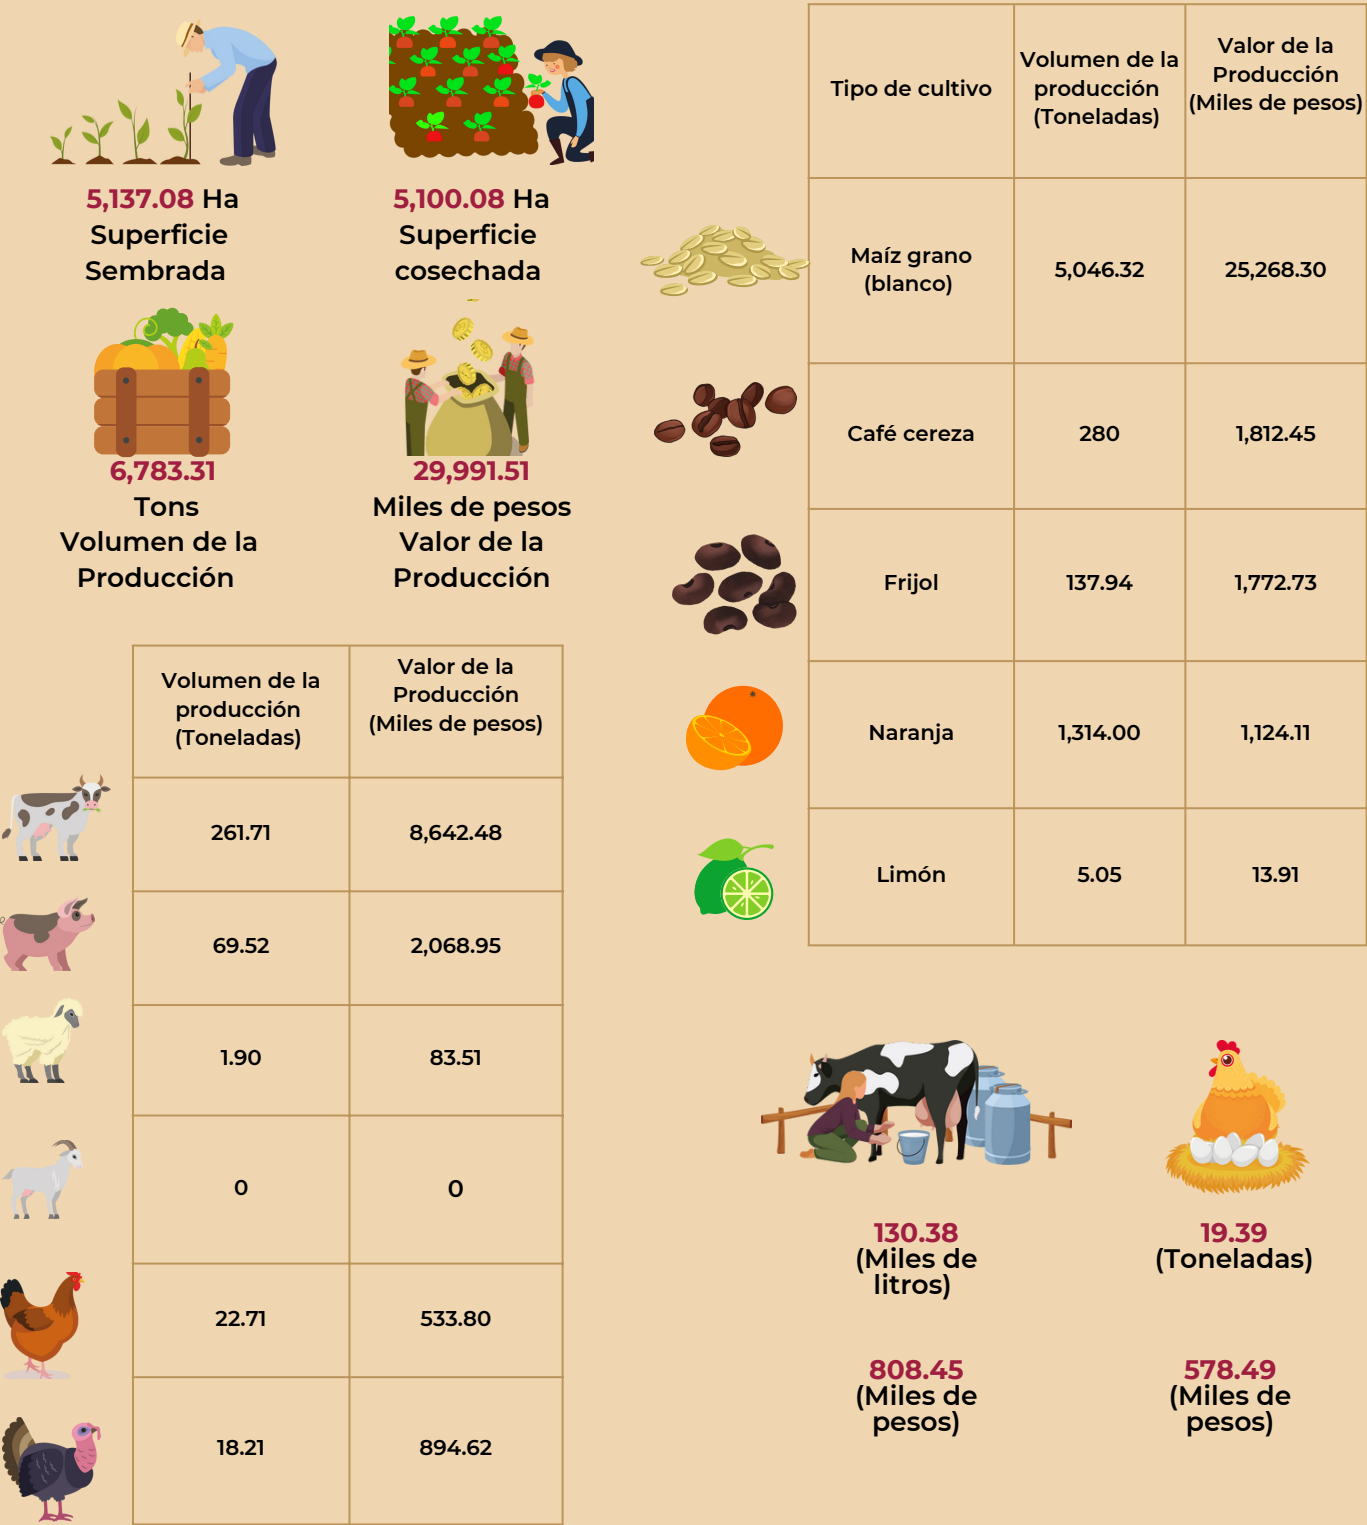 5,137.08 Ha
Superficie
Sembrada
5,100.08 Ha
Superficie
cosechada
6,783.31
Tons
Volumen de la
Producción
29,991.51
Miles de pesos
Valor de la
Producción
Tipo de cultivo
Volumen de la
producción
(Toneladas)
Valor de la
Producción
(Miles de pesos)
Maíz grano
(blanco)
5,046.32
25,268.30
Café cereza
280
1,812.45
Frijol
137.94
1,772.73
Naranja
1,314.00
1,124.11
Limón
5.05
13.91
Volumen de la
producción
(Toneladas)
Valor de la
Producción
(Miles de pesos)
261.71
8,642.48
69.52
2,068.95
1.90
83.51
0
0
22.71
533.80
18.21
894.62
130.38
(Miles de
litros)
808.45
(Miles de
pesos)
19.39
(Toneladas)
578.49
(Miles de
pesos)